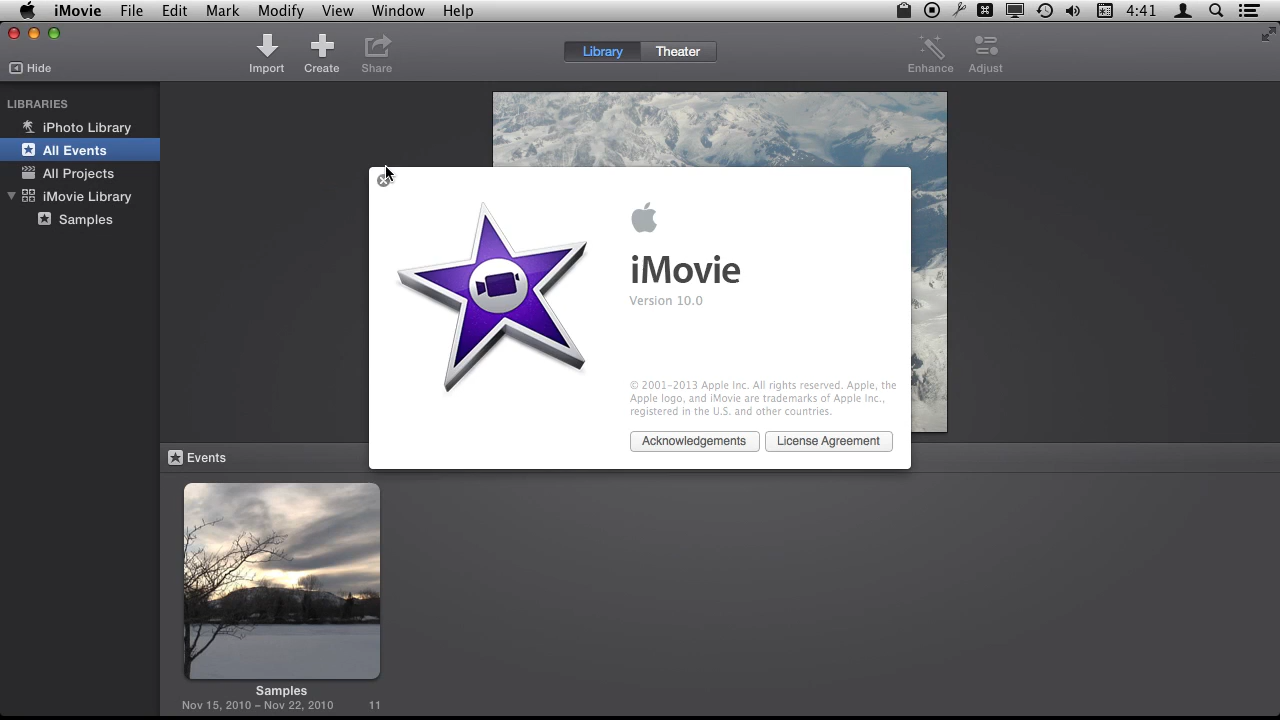 iMovie File Edit Mark Modify View Window Help 4:41
Hide Import Create Share Library Theater Enhance Adjust
LIBRARIES
iPhoto Library
All Events
All Projects
iMovie Library
Samples
iMovie
Version 10.0
© 2001–2013 Apple Inc. All rights reserved. Apple, the
Apple logo, and iMovie are trademarks of Apple Inc.,
registered in the U.S. and other countries.
Acknowledgements License Agreement
Events
Samples
Nov 15, 2010 – Nov 22, 2010 11